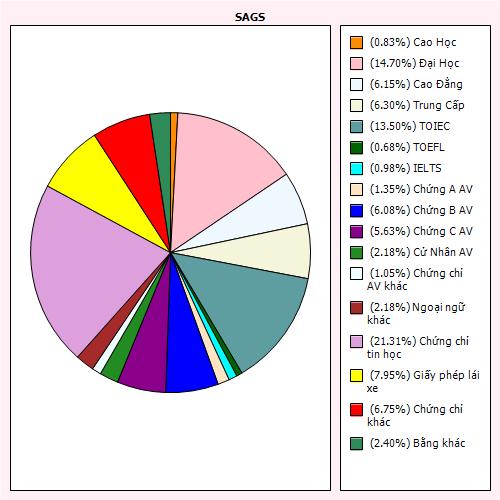 SAGS
(0.83%) Cao Học
(14.70%) Đại Học
(6.15%) Cao Đẳng
(6.30%) Trung Cấp
(13.50%) TOIEC
(0.68%) TOEFL
(0.98%) IELTS
(1.35%) Chứng A AV
(6.08%) Chứng B AV
(5.63%) Chứng C AV
(2.18%) Cử Nhân AV
(1.05%) Chứng chỉ
AV khác
(2.18%) Ngoại ngữ
khác
(21.31%) Chứng chỉ
tin học
(7.95%) Giấy phép lái
xe
(6.75%) Chứng chỉ
khác
(2.40%) Bằng khác